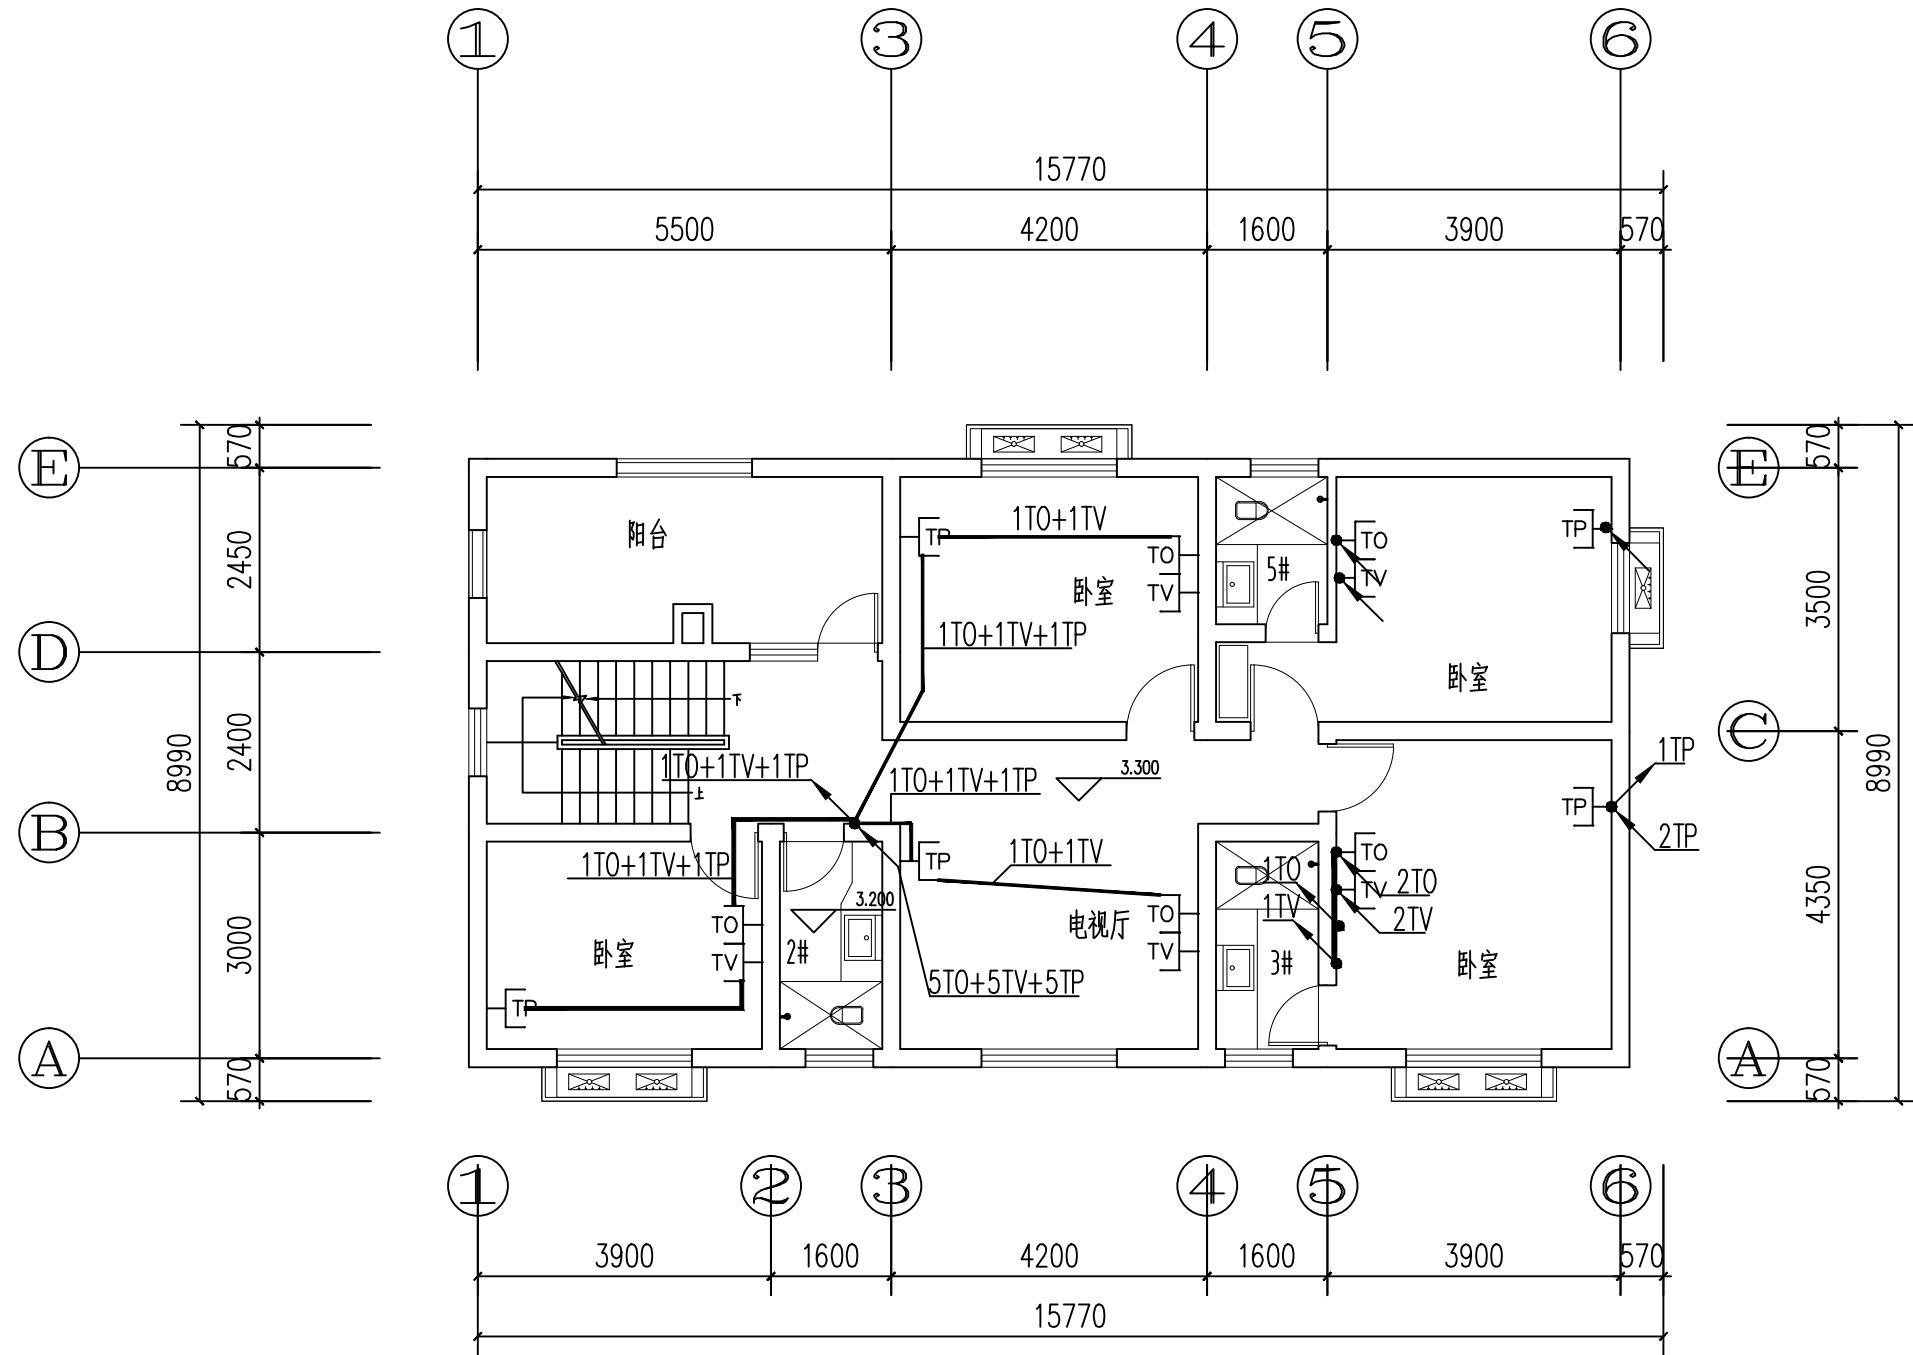 1 3 4 5 6
15770
5500 4200 1600 3900 570
570 2450 2400 3000 570
8990
E D B A
E C A
570 3500 4350 570
8990
阳台
TP
1TO+1TV
TO
TV
卧室
1TO+1TV+1TP
5#
TO
TV
TP
卧室
下
上
1TO+1TV+1TP
1TO+1TV+1TP
3.300
1TP
TP
2TP
1TO+1TV+1TP
TP
1TO+1TV
1TO
1TV
TO
TV
2TO
2TV
3.200
TO
TV
卧室
2#
电视厅
TO
TV
3#
卧室
5TO+5TV+5TP
TP
1 2 3 4 5 6
3900 1600 4200 1600 3900 570
15770